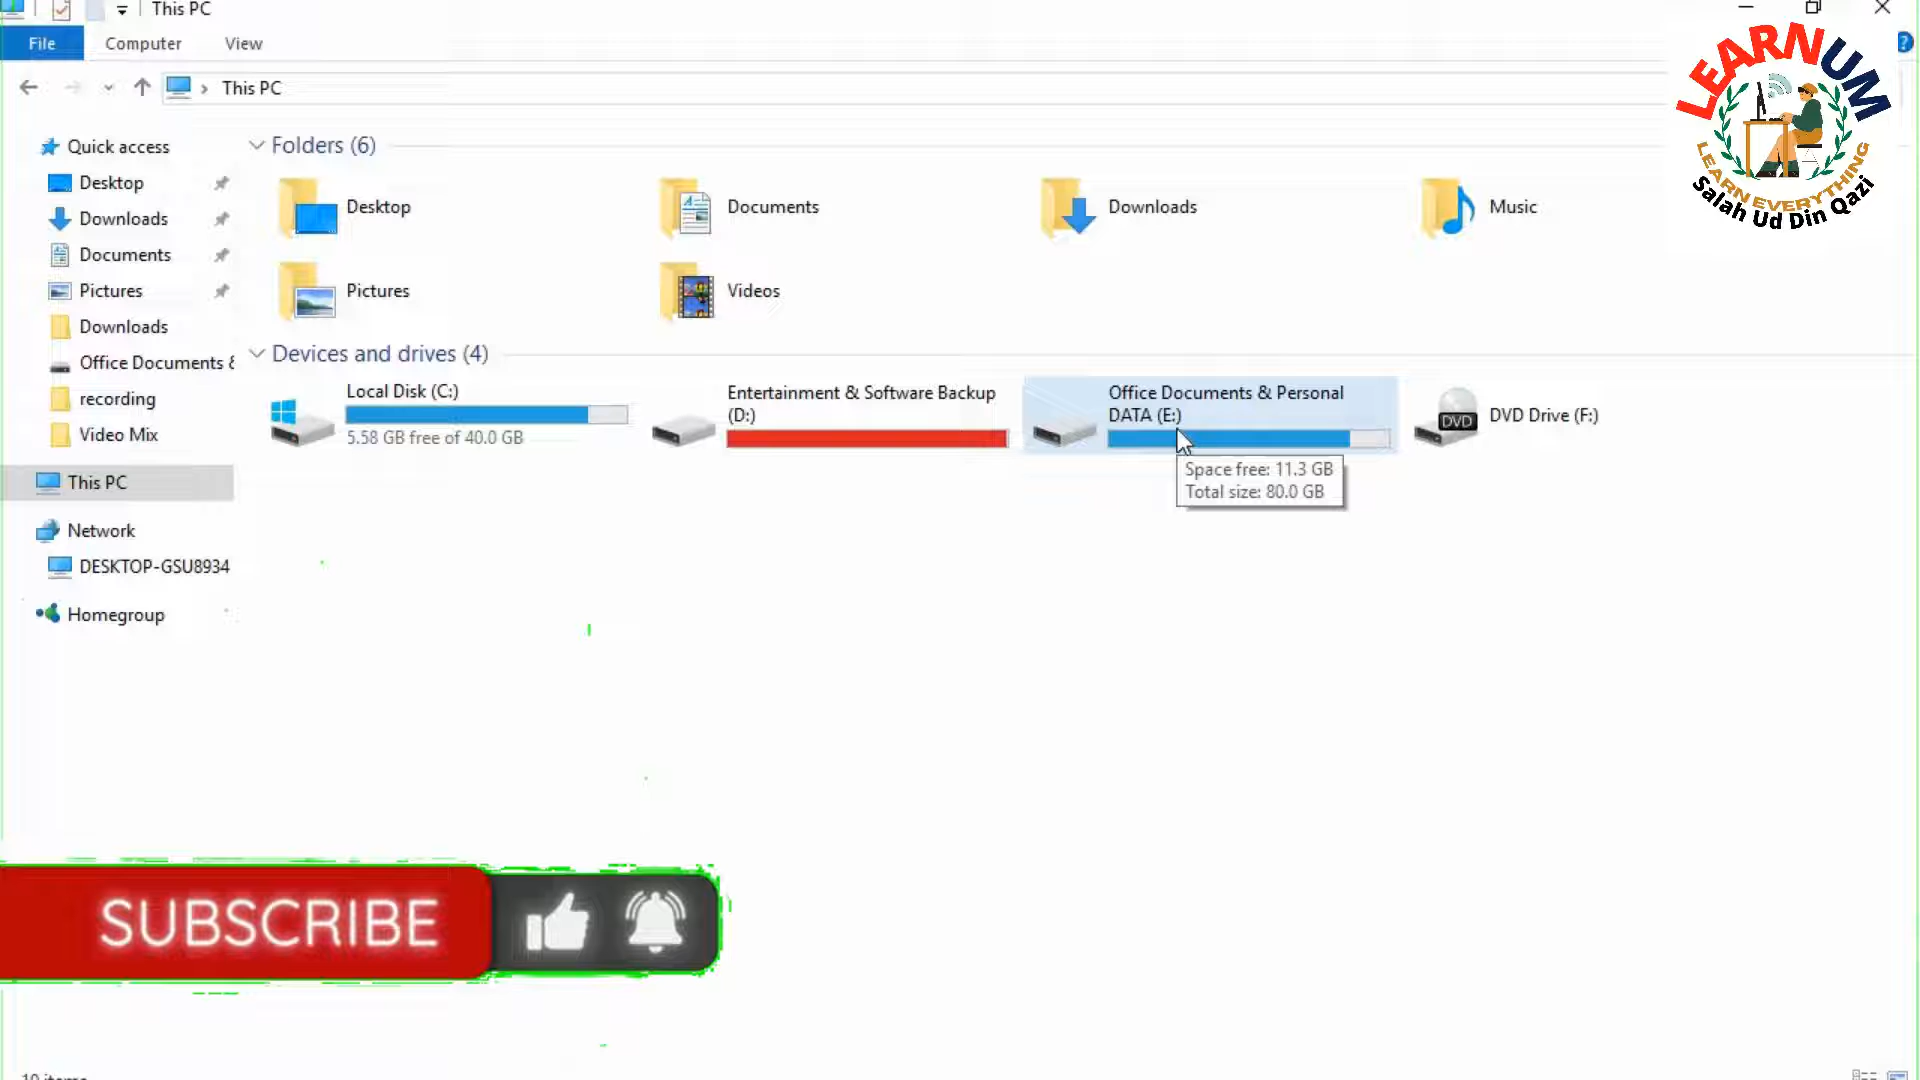 This PC
File
Computer
View
This PC
LEARNUM
LEARN EVERYTHING
Salah Ud Din Qazi
Quick access
Desktop
Downloads
Documents
Pictures
Downloads
Office Documents &
recording
Video Mix
This PC
Network
DESKTOP-GSU8934
Homegroup
Folders (6)
Desktop
Documents
Downloads
Music
Pictures
Videos
Devices and drives (4)
Local Disk (C:)
5.58 GB free of 40.0 GB
Entertainment & Software Backup
(D:)
Office Documents & Personal
DATA (E:)
DVD
DVD Drive (F:)
Space free: 11.3 GB
Total size: 80.0 GB
SUBSCRIBE
10 items